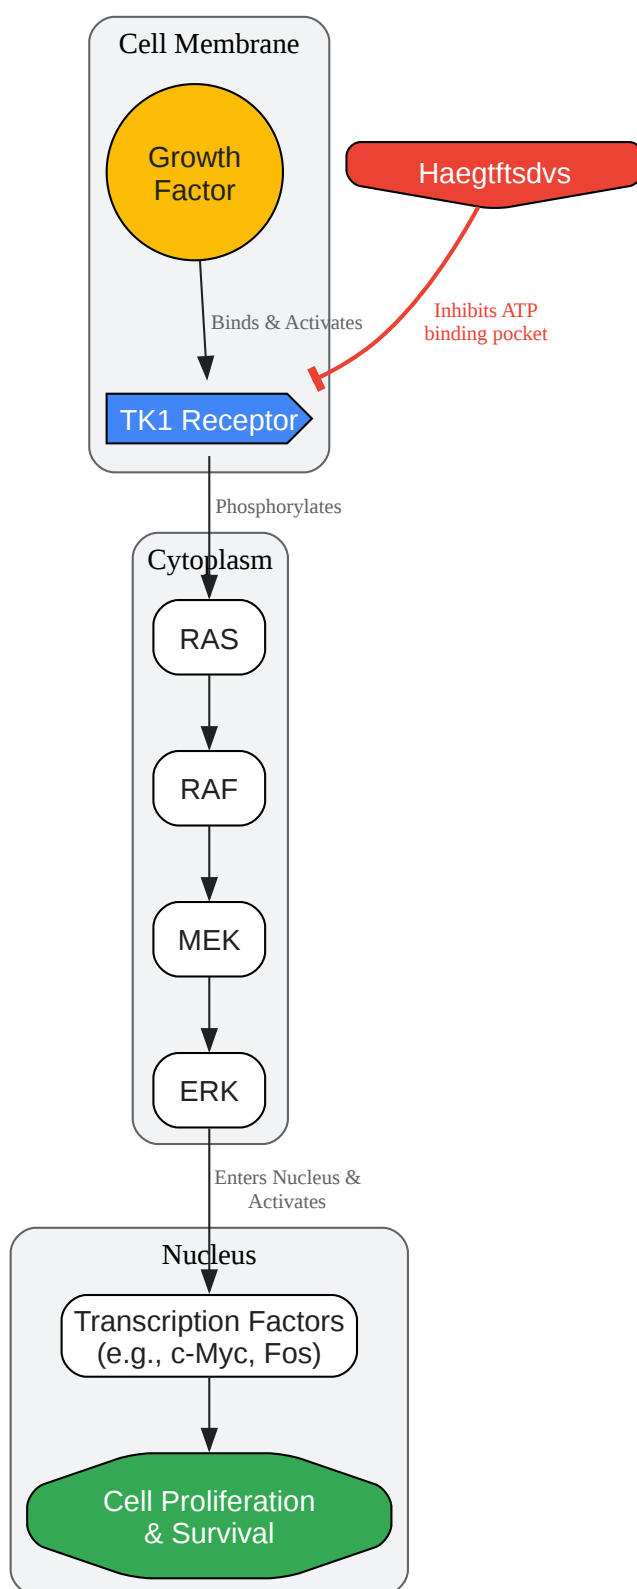 Cell Membrane
Growth
Factor
Haegtftsdvs
Binds & Activates
Inhibits ATP
binding pocket
TK1 Receptor
Phosphorylates
Cytoplasm
RAS
RAF
MEK
ERK
Enters Nucleus &
Activates
Nucleus
Transcription Factors
(e.g., c-Myc, Fos)
Cell Proliferation
& Survival